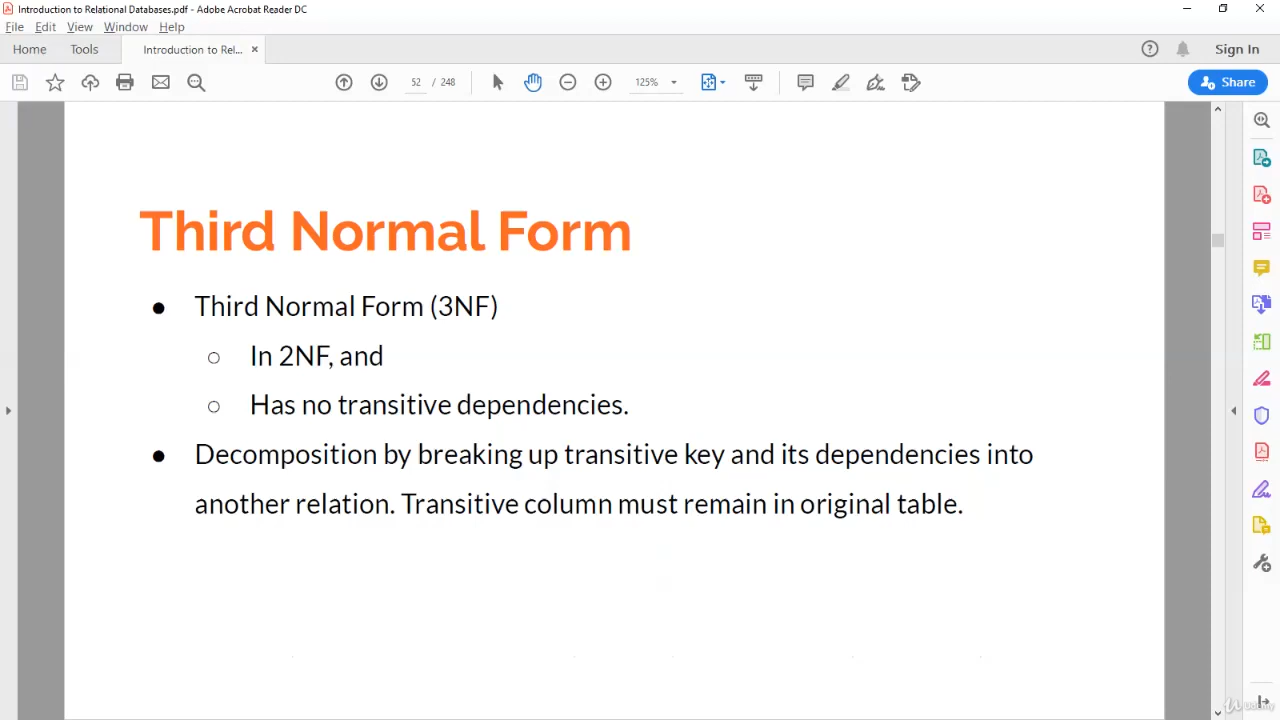 Introduction to Relational Databases.pdf - Adobe Acrobat Reader DC
File Edit View Window Help
Home Tools Introduction to Rel... × Sign In
52 / 248 125% Share
Third Normal Form
● Third Normal Form (3NF)
○ In 2NF, and
○ Has no transitive dependencies.
● Decomposition by breaking up transitive key and its dependencies into
another relation. Transitive column must remain in original table.
Udemy